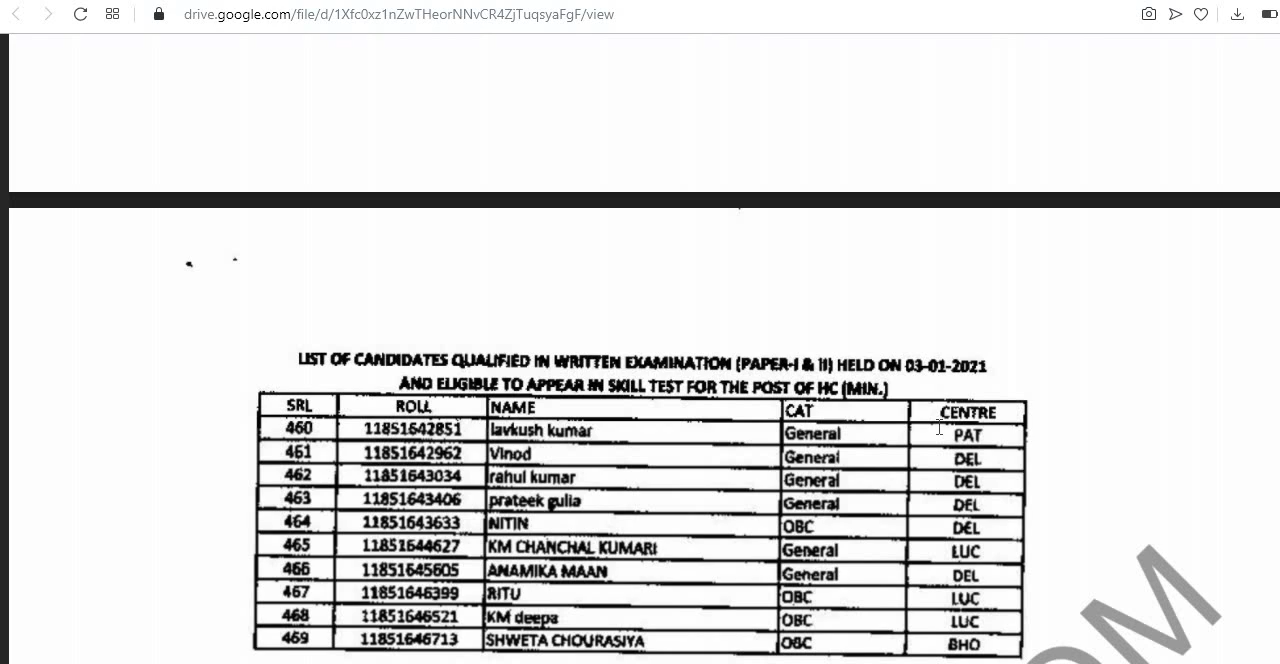 drive.google.com/file/d/1Xfc0xz1nZwTHeorNNvCR4ZjTuqsyaFgF/view
LIST OF CANDIDATES QUALIFIED IN WRITTEN EXAMINATION (PAPER-I & II) HELD ON 03-01-2021
AND ELIGIBLE TO APPEAR IN SKILL TEST FOR THE POST OF HC (MIN.)
SRL ROLL NAME CAT CENTRE
460 11851642851 lavkush kumar General PAT
461 11851642962 Vinod General DEL
462 11851643034 rahul kumar General DEL
463 11851643406 prateek gulia General DEL
464 11851643633 NITIN OBC DEL
465 11851644627 KM CHANCHAL KUMARI General LUC
466 11851645605 ANAMIKA MAAN General DEL
467 11851646399 RITU OBC LUC
468 11851646521 KM deepa OBC LUC
469 11851646713 SHWETA CHOURASIYA OBC BHO
OM